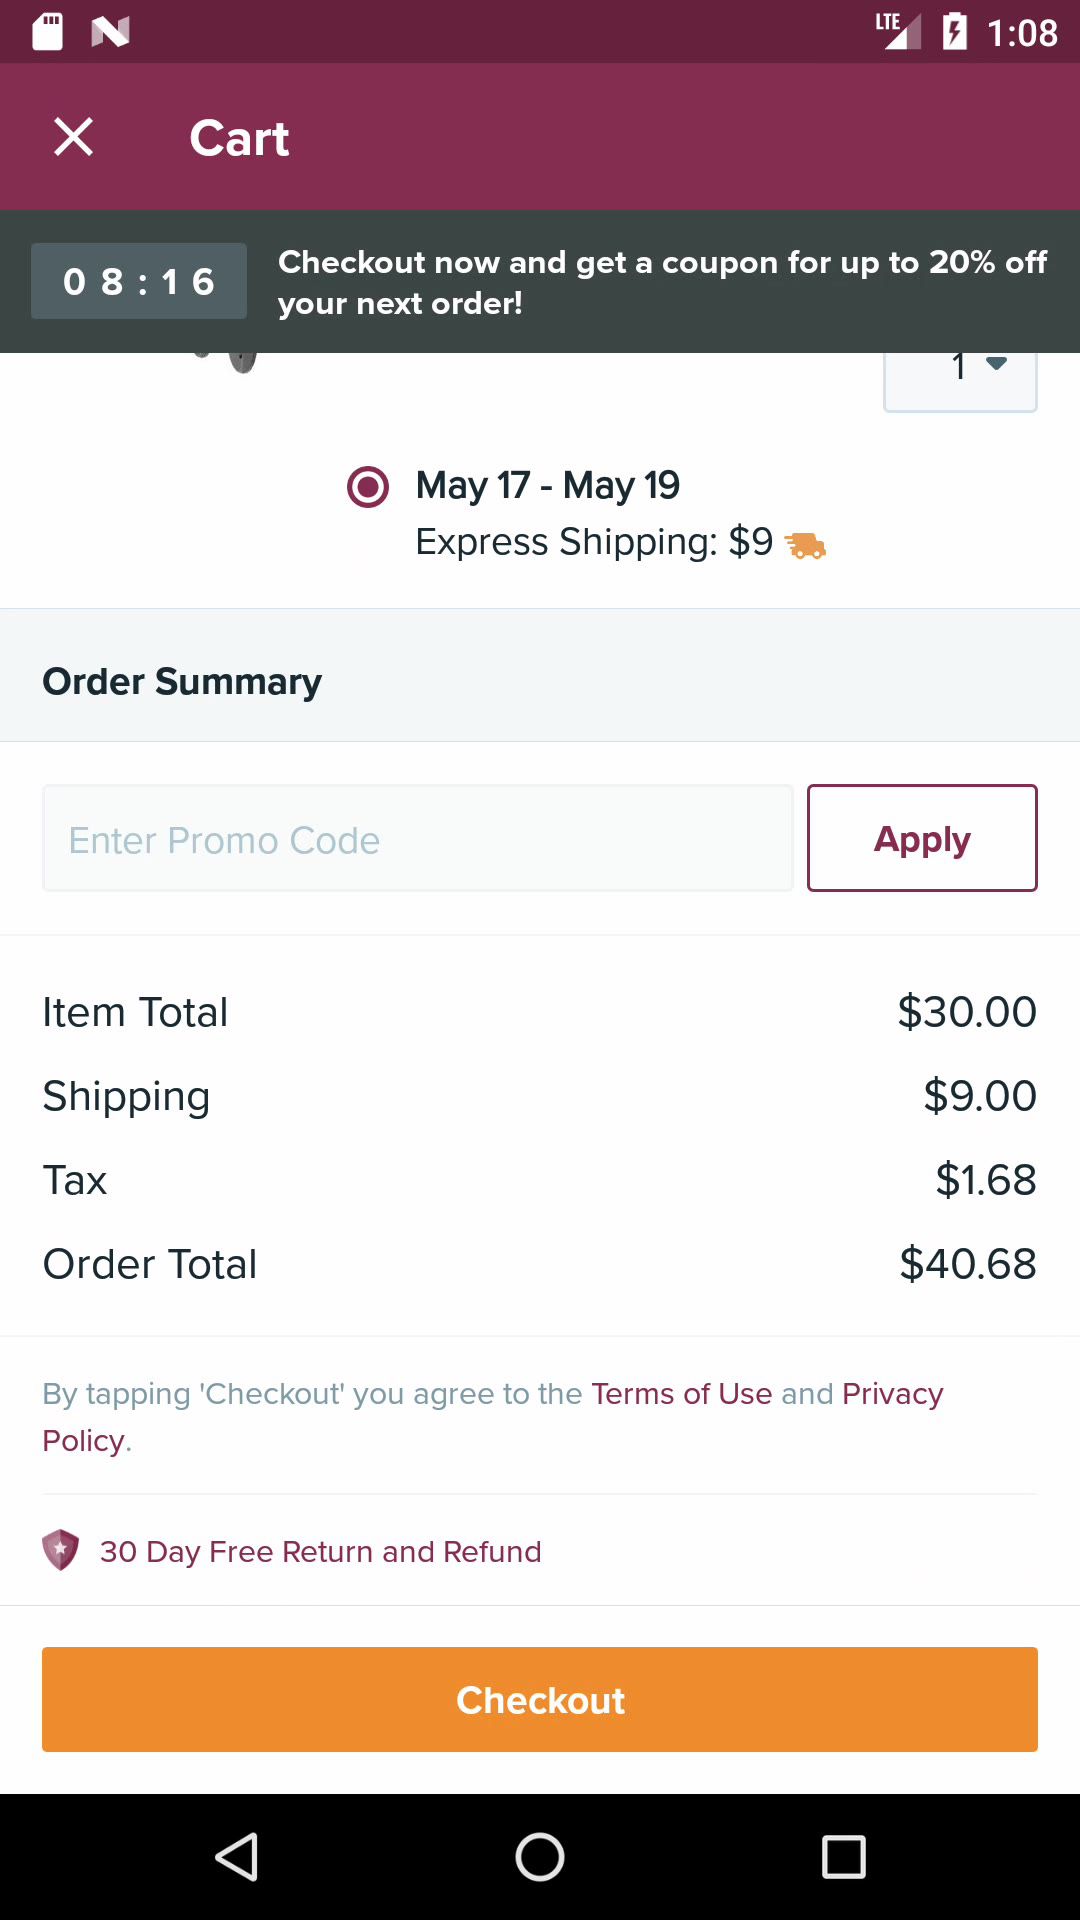 LTE 1:08
Cart
08:16
Checkout now and get a coupon for up to 20% off
your next order!
1
May 17 - May 19
Express Shipping: $9
Order Summary
Enter Promo Code
Apply
Item Total $30.00
Shipping $9.00
Tax $1.68
Order Total $40.68
By tapping 'Checkout' you agree to the Terms of Use and Privacy
Policy.
30 Day Free Return and Refund
Checkout